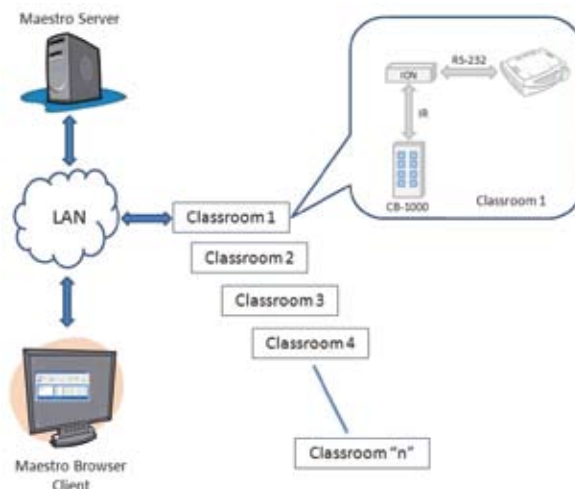 Maestro Server
LAN
Maestro Browser
Client
Classroom 1
Classroom 2
Classroom 3
Classroom 4
Classroom "n"
ION
RS-232
IR
CB-1000
Classroom 1